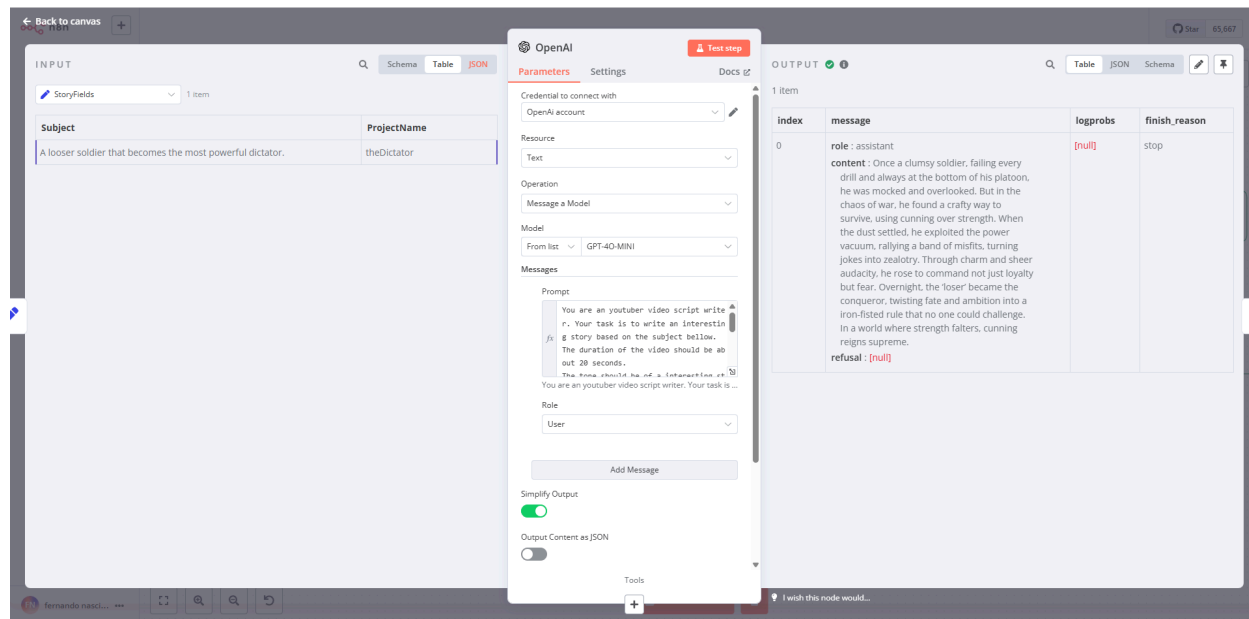 Back to canvas
n8n
Star 65,667
INPUT
Schema Table JSON
StoryFields 1 item
Subject ProjectName
A looser soldier that becomes the most powerful dictator. theDictator
OpenAI
Test step
Parameters Settings Docs
Credential to connect with
OpenAi account
Resource
Text
Operation
Message a Model
Model
From list GPT-4O-MINI
Messages
Prompt
fx
You are an youtuber video script write
r. Your task is to write an interestin
g story based on the subject bellow.
The duration of the video should be ab
out 20 seconds.
The tone should be of a interesting st
You are an youtuber video script writer. Your task is ...
Role
User
Add Message
Simplify Output
Output Content as JSON
Tools
I wish this node would...
OUTPUT
Table JSON Schema
1 item
index message logprobs finish_reason
0 role : assistant [null] stop
content : Once a clumsy soldier, failing every
drill and always at the bottom of his platoon,
he was mocked and overlooked. But in the
chaos of war, he found a crafty way to
survive, using cunning over strength. When
the dust settled, he exploited the power
vacuum, rallying a band of misfits, turning
jokes into zealotry. Through charm and sheer
audacity, he rose to command not just loyalty
but fear. Overnight, the 'loser' became the
conqueror, twisting fate and ambition into a
iron-fisted rule that no one could challenge.
In a world where strength falters, cunning
reigns supreme.
refusal : [null]
fernando nasci...